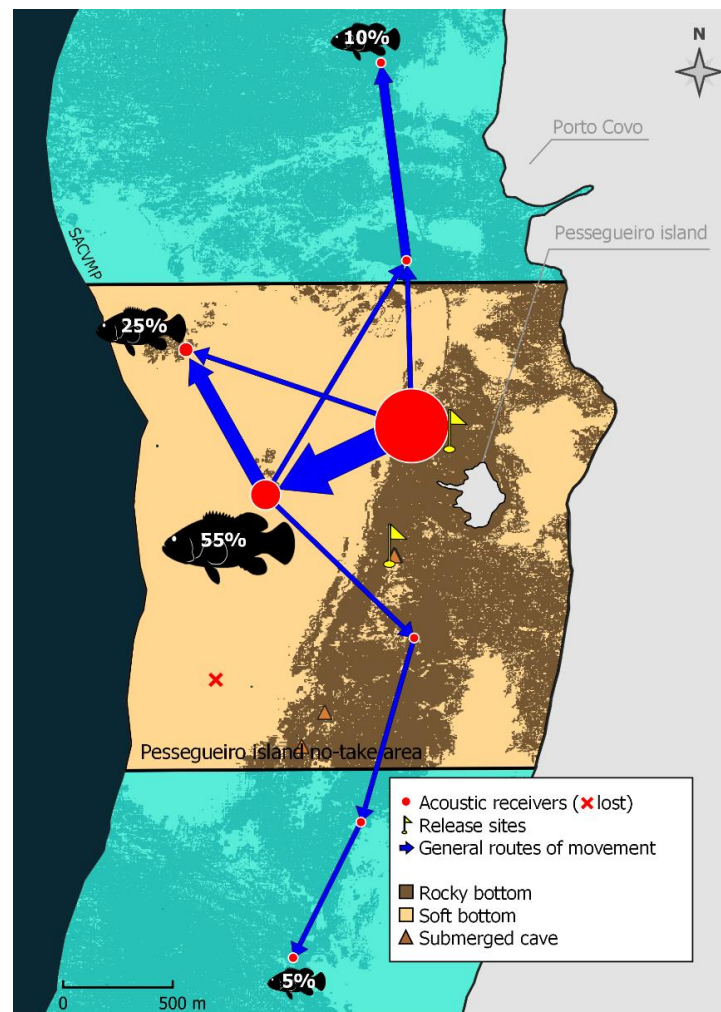 10%
N
Porto Covo
Pessegueiro island
SACVMP
25%
55%
Pessegueiro island no-take area
Acoustic receivers (×lost)
Release sites
General routes of movement
Rocky bottom
Soft bottom
Submerged cave
5%
0 500 m